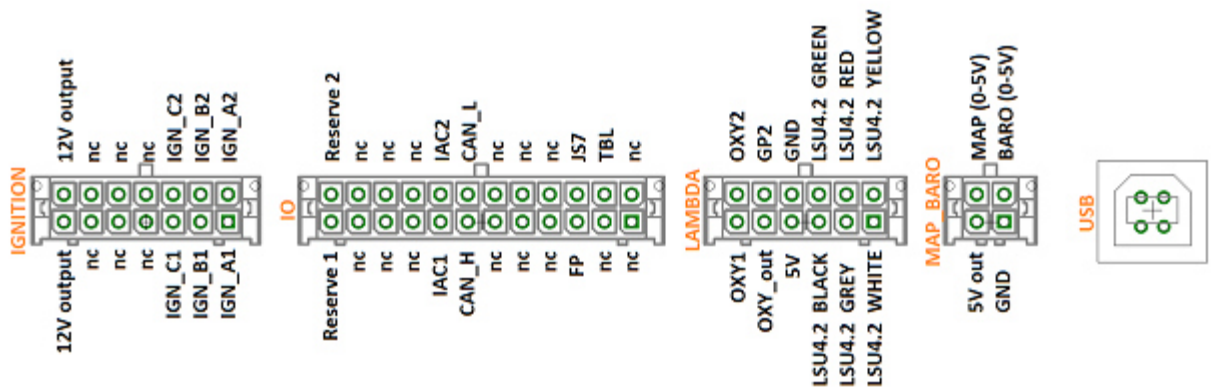 IGNITION
12V output
nc
nc
nc
IGN_C2
IGN_B2
IGN_A2
12V output
nc
nc
nc
IGN_C1
IGN_B1
IGN_A1
IO
Reserve 2
nc
nc
nc
IAC2
CAN_L
nc
nc
nc
JS7
TBL
nc
Reserve 1
nc
nc
nc
IAC1
CAN_H
nc
nc
nc
FP
nc
nc
LAMBDA
OXY2
GP2
GND
LSU4.2 GREEN
LSU4.2 RED
LSU4.2 YELLOW
OXY1
OXY_out
5V
LSU4.2 BLACK
LSU4.2 GREY
LSU4.2 WHITE
MAP_BARO
MAP (0-5V)
BARO (0-5V)
5V out
GND
USB